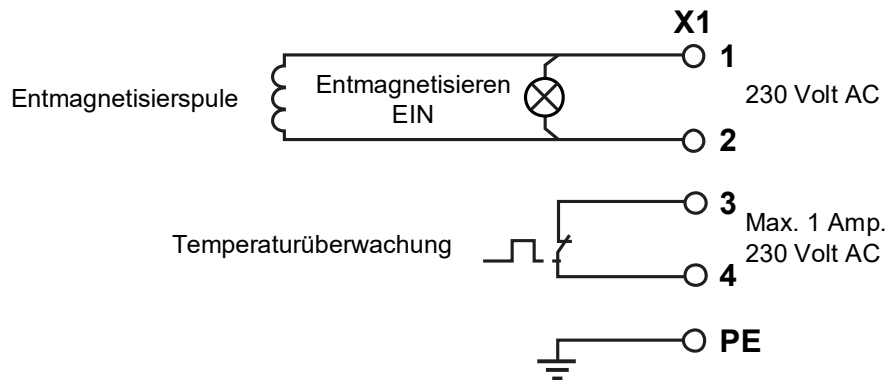 X1
1
Entmagnetisierspule
Entmagnetisieren
EIN
230 Volt AC
2
3
Temperaturüberwachung
Max. 1 Amp.
230 Volt AC
4
PE